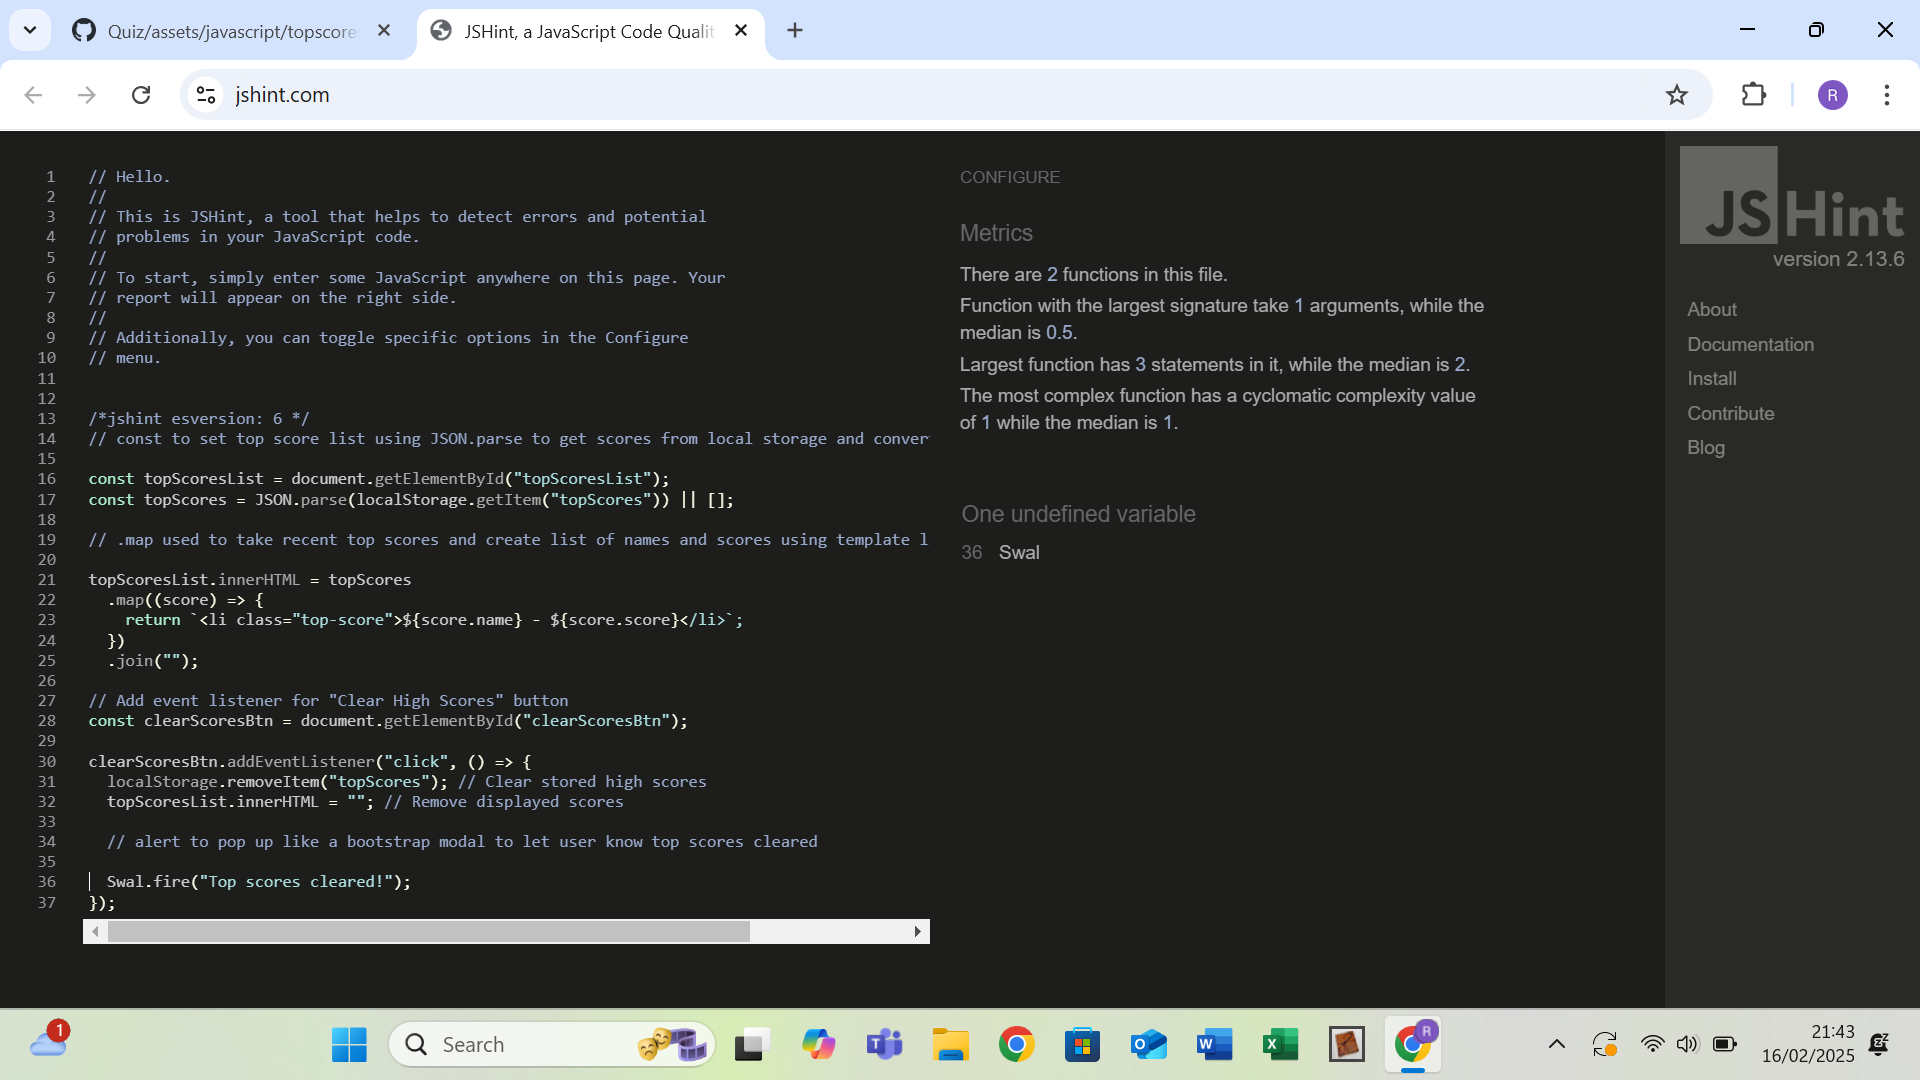 Quiz/assets/javascript/topscore
JSHint, a JavaScript Code Qualit
jshint.com
R
1 // Hello.
2 //
3 // This is JSHint, a tool that helps to detect errors and potential
4 // problems in your JavaScript code.
5 //
6 // To start, simply enter some JavaScript anywhere on this page. Your
7 // report will appear on the right side.
8 //
9 // Additionally, you can toggle specific options in the Configure
10 // menu.
11
12
13 /*jshint esversion: 6 */
14 // const to set top score list using JSON.parse to get scores from local storage and conver
15
16 const topScoresList = document.getElementById("topScoresList");
17 const topScores = JSON.parse(localStorage.getItem("topScores")) || [];
18
19 // .map used to take recent top scores and create list of names and scores using template l
20
21 topScoresList.innerHTML = topScores
22 .map((score) => {
23 return `<li class="top-score">${score.name} - ${score.score}</li>`;
24 })
25 .join("");
26
27 // Add event listener for "Clear High Scores" button
28 const clearScoresBtn = document.getElementById("clearScoresBtn");
29
30 clearScoresBtn.addEventListener("click", () => {
31 localStorage.removeItem("topScores"); // Clear stored high scores
32 topScoresList.innerHTML = ""; // Remove displayed scores
33
34 // alert to pop up like a bootstrap modal to let user know top scores cleared
35
36 Swal.fire("Top scores cleared!");
37 });
CONFIGURE
Metrics
There are 2 functions in this file.
Function with the largest signature take 1 arguments, while the
median is 0.5.
Largest function has 3 statements in it, while the median is 2.
The most complex function has a cyclomatic complexity value
of 1 while the median is 1.
One undefined variable
36 Swal
JSHint
version 2.13.6
About
Documentation
Install
Contribute
Blog
1
Search
R
21:43
16/02/2025